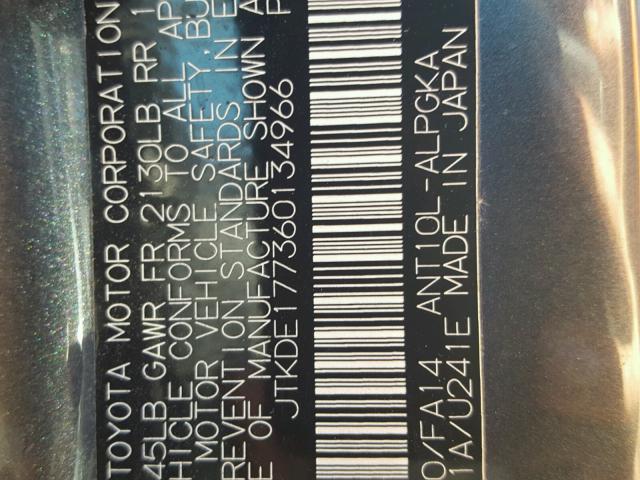 TOYOTA MOTOR CORPORATION
45LB GAWR FR 2130LB RR 1
HICLE CONFORMS TO ALL AP
MOTOR VEHICLE SAFETY, BU
REVENTION STANDARDS IN E
E OF MANUFACTURE SHOWN A
JTKDE177360134966 P
O/FA14 ANT10L-ALPGKA
1A/U241E MADE IN JAPAN